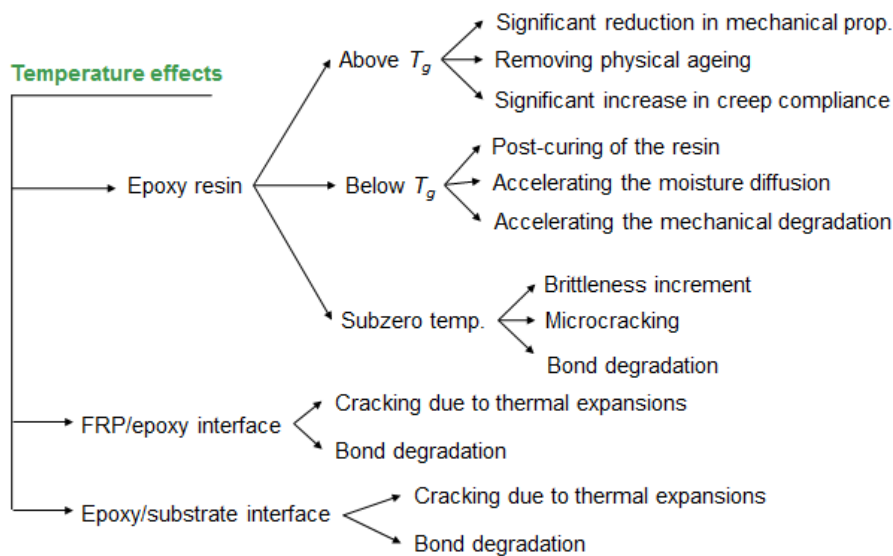 Temperature effects
Epoxy resin
Above Tg
Significant reduction in mechanical prop.
Removing physical ageing
Significant increase in creep compliance
Below Tg
Post-curing of the resin
Accelerating the moisture diffusion
Accelerating the mechanical degradation
Subzero temp.
Brittleness increment
Microcracking
Bond degradation
FRP/epoxy interface
Cracking due to thermal expansions
Bond degradation
Epoxy/substrate interface
Cracking due to thermal expansions
Bond degradation